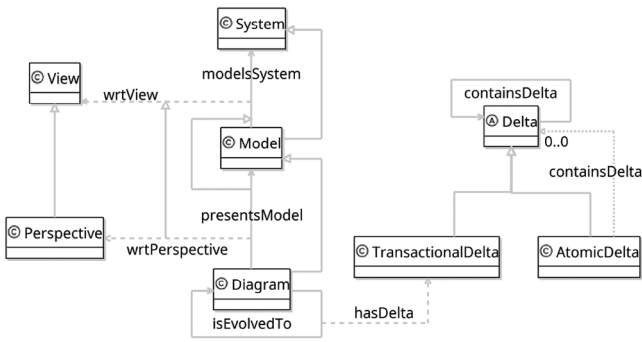 C System
modelsSystem
C View
wrtView
containsDelta
A Delta
0..0
C Model
containsDelta
presentsModel
C Perspective
wrtPerspective
C TransactionalDelta
C AtomicDelta
C Diagram
isEvolvedTo
hasDelta